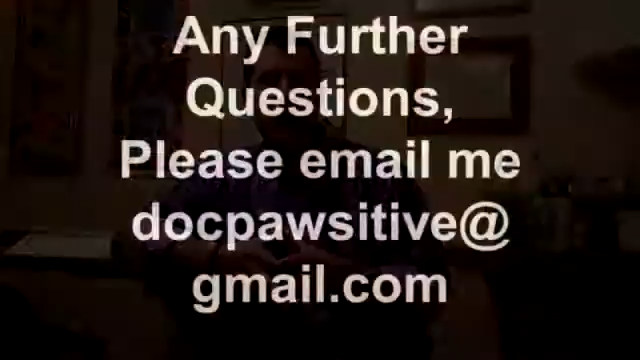 Any Further
Questions,
Please email me
docpawsitive@
gmail.com